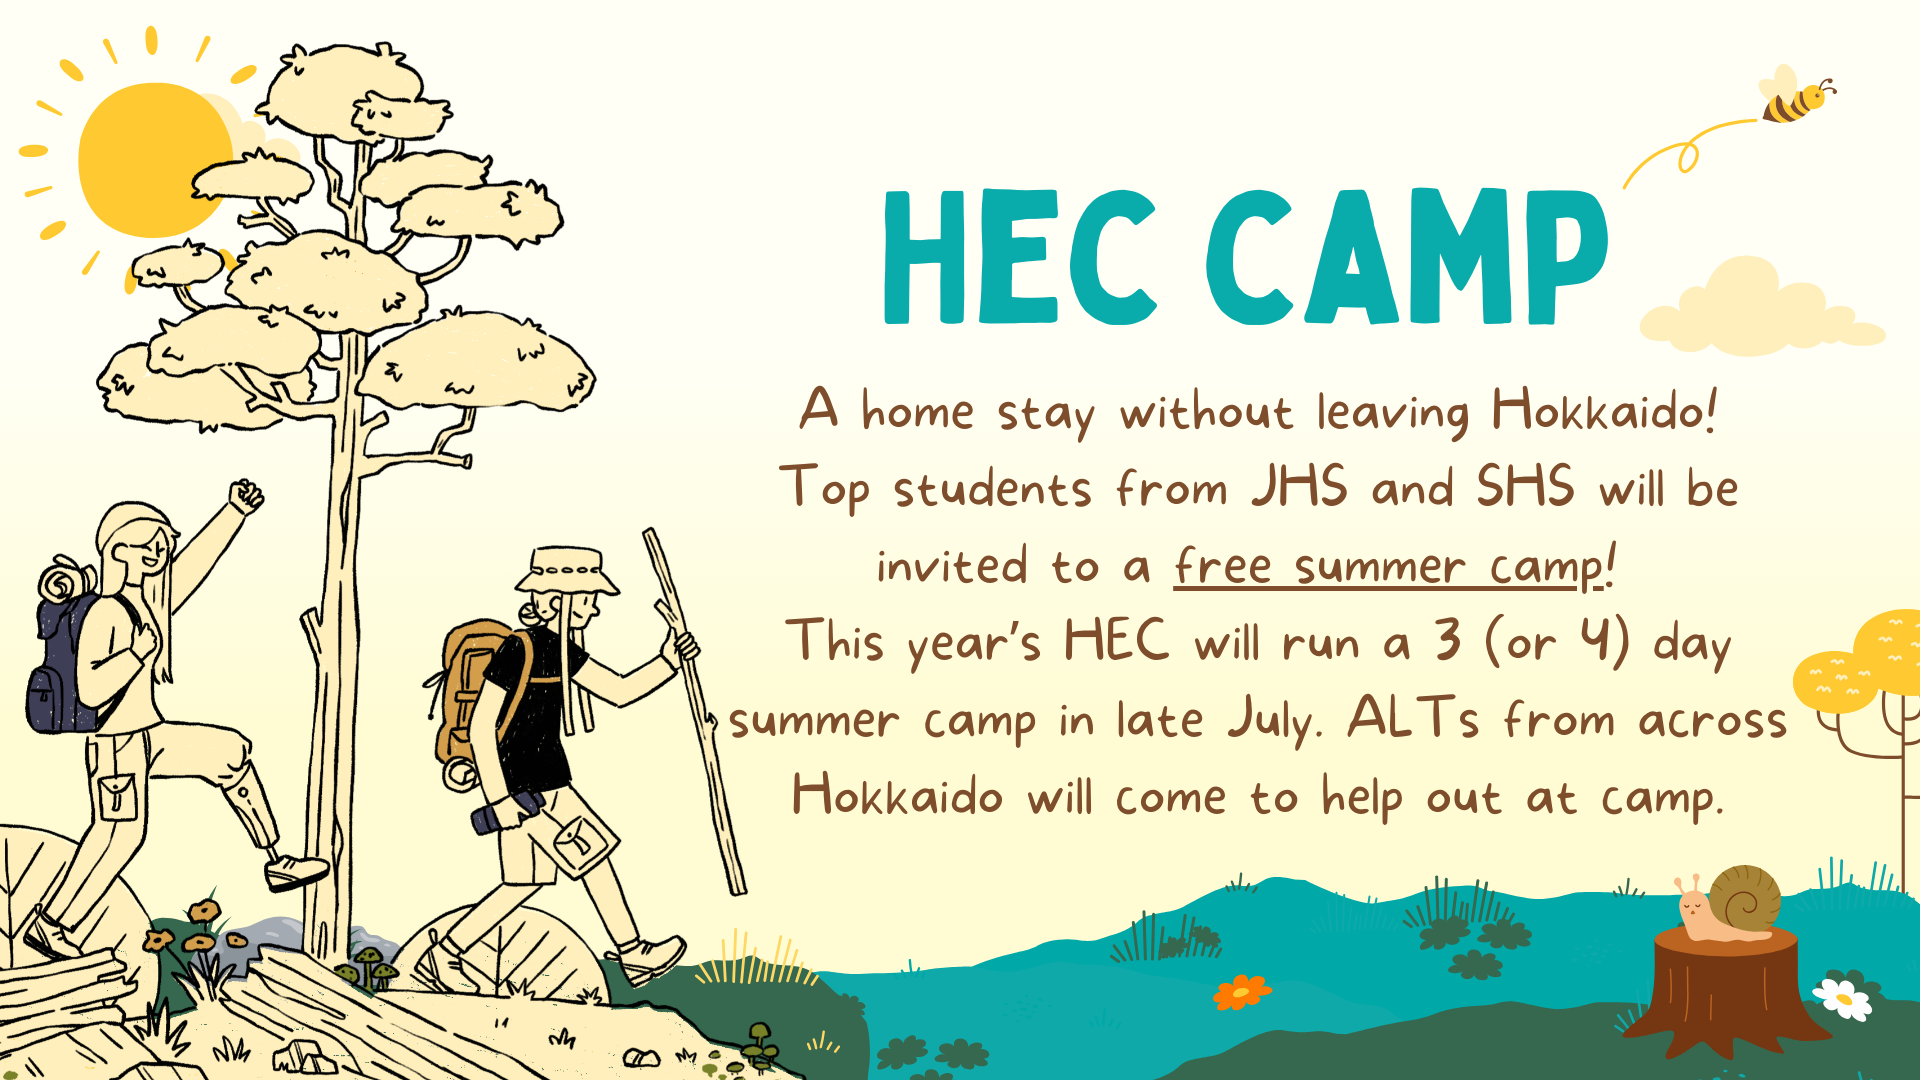 HEC CAMP
A home stay without leaving Hokkaido!
Top students from JHS and SHS will be
invited to a free summer camp!
This year's HEC will run a 3 (or 4) day
summer camp in late July. ALTs from across
Hokkaido will come to help out at camp.